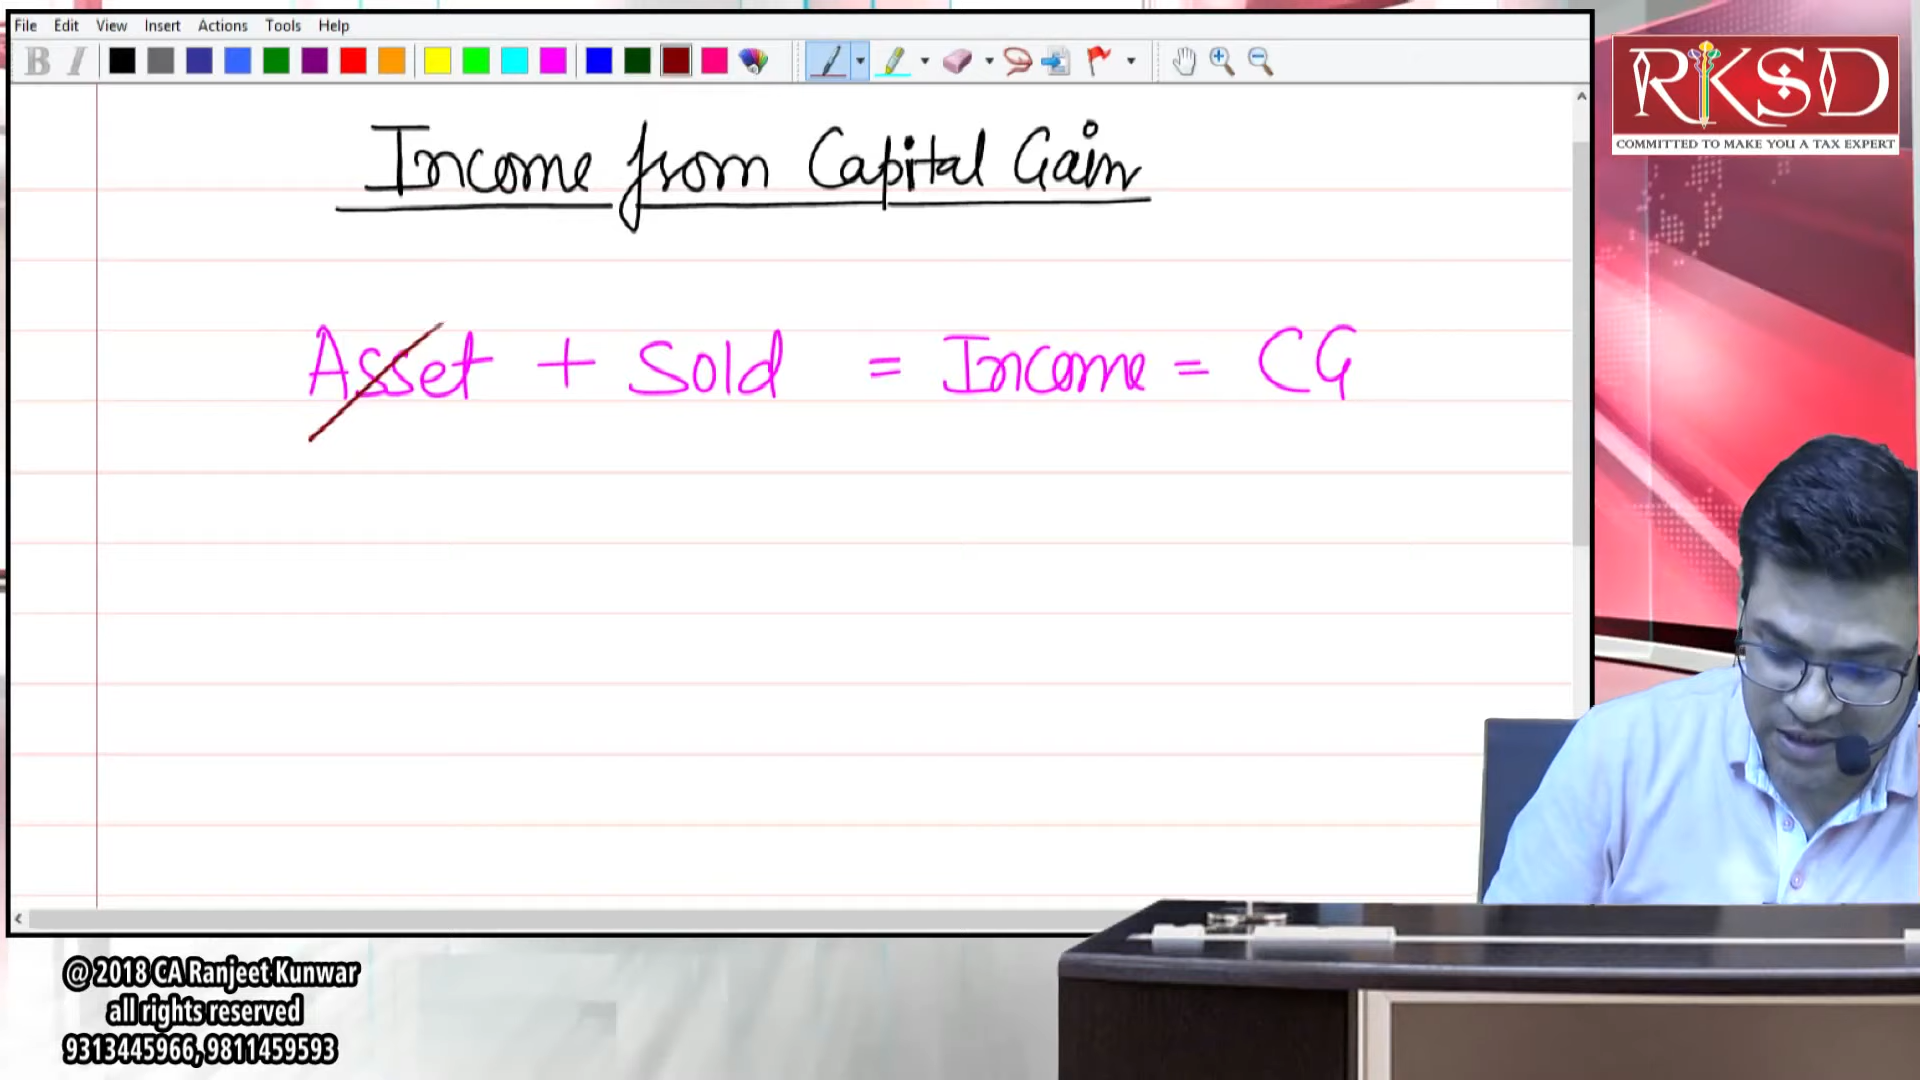 File Edit View Insert Actions Tools Help
B I
RKSD
COMMITTED TO MAKE YOU A TAX EXPERT
Income from Capital Gain
Asset + Sold = Income = CG
@ 2018 CA Ranjeet Kunwar
all rights reserved
9313445966, 9811459593